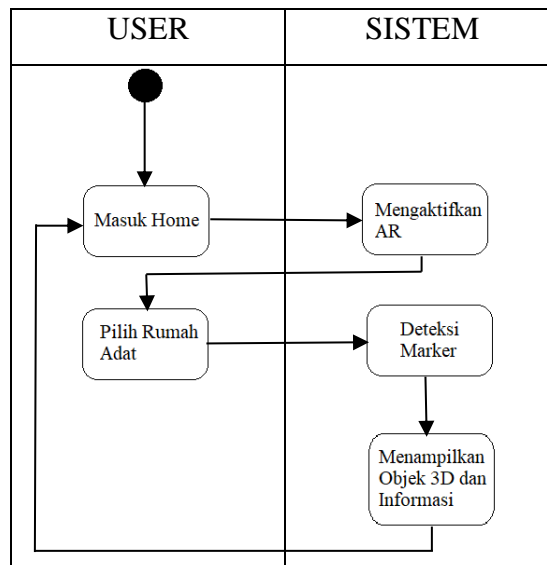 USER
SISTEM
Masuk Home
Mengaktifkan
AR
Pilih Rumah
Adat
Deteksi
Marker
Menampilkan
Objek 3D dan
Informasi